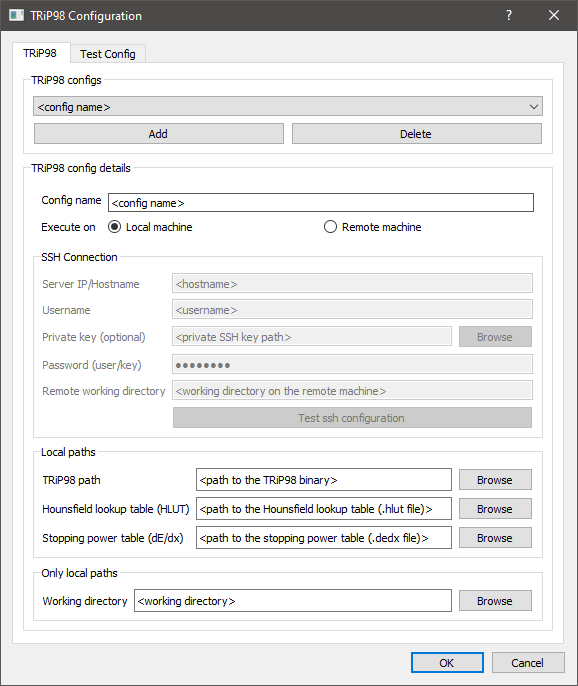 TRiP98 Configuration
?
TRiP98 Test Config
TRiP98 configs
<config name>
Add Delete
TRiP98 config details
Config name <config name>
Execute on Local machine Remote machine
SSH Connection
Server IP/Hostname <hostname>
Username <username>
Private key (optional) <private SSH key path> Browse
Password (user/key) ●●●●●●●●
Remote working directory <working directory on the remote machine>
Test ssh configuration
Local paths
TRiP98 path <path to the TRiP98 binary> Browse
Hounsfield lookup table (HLUT) <path to the Hounsfield lookup table (.hlut file)> Browse
Stopping power table (dE/dx) <path to the stopping power table (.dedx file)> Browse
Only local paths
Working directory <working directory> Browse
OK Cancel